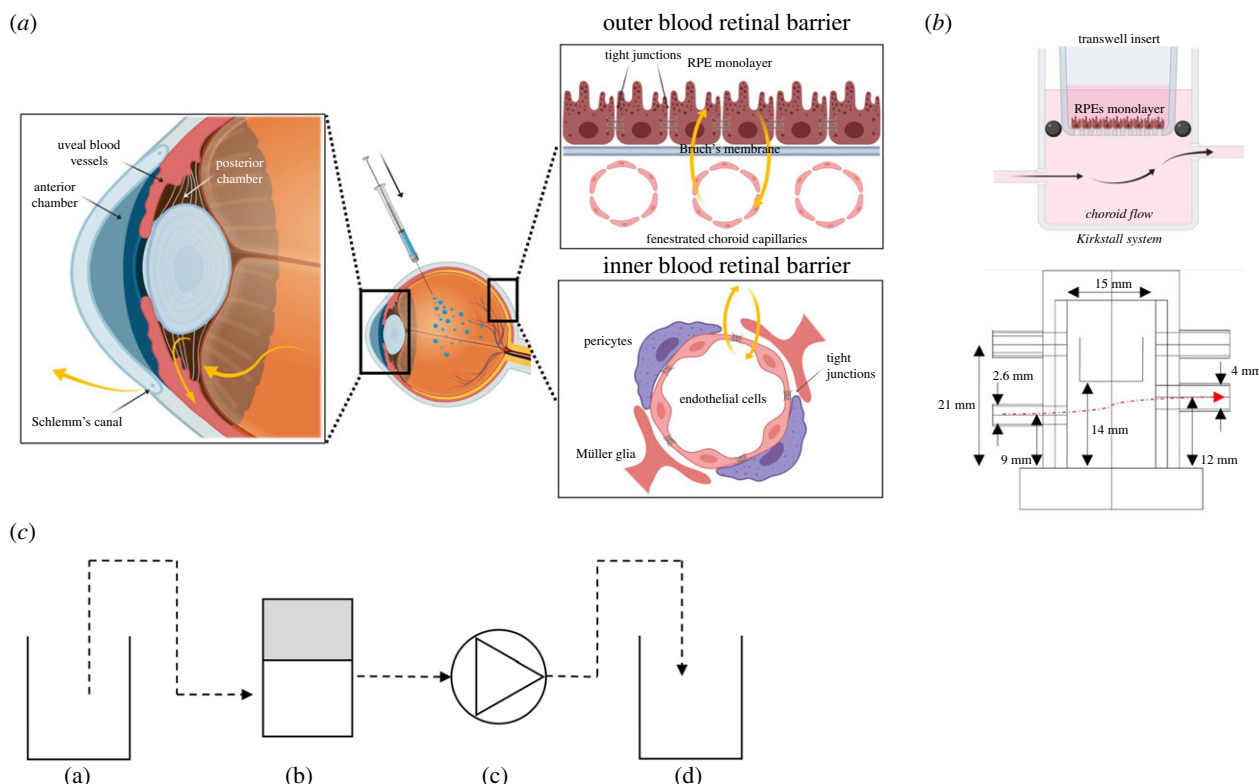 (a)
outer blood retinal barrier
tight junctions
RPE monolayer
Bruch's membrane
fenestrated choroid capillaries
uveal blood
vessels
posterior
chamber
anterior
chamber
Schlemm's canal
inner blood retinal barrier
pericytes
tight
junctions
endothelial cells
Müller glia
(b)
transwell insert
RPEs monolayer
choroid flow
Kirkstall system
15 mm
2.6 mm
4 mm
21 mm
14 mm
9 mm
12 mm
(c)
(a)
(b)
(c)
(d)